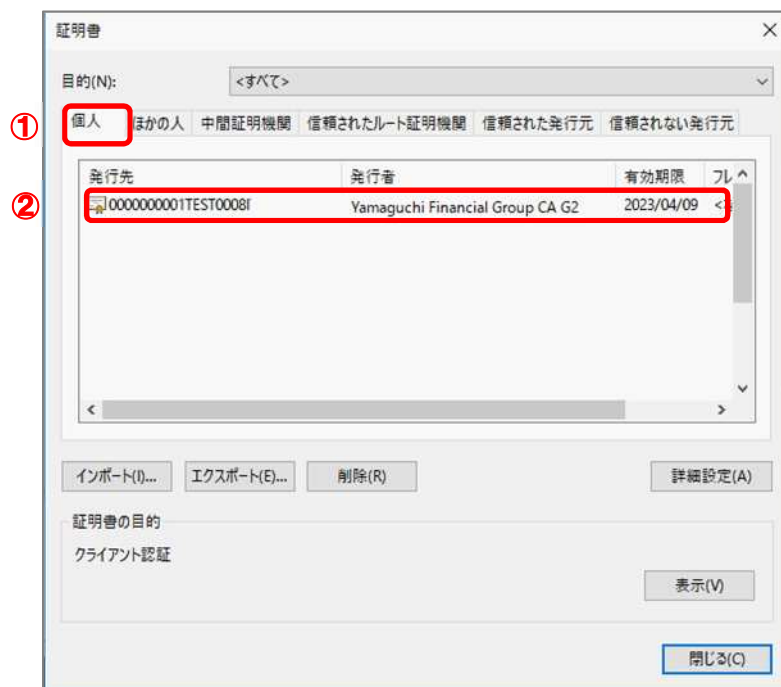 証明書
目的(N):
<すべて>
① 個人 ほかの人 中間証明機関 信頼されたルート証明機関 信頼された発行元 信頼されない発行元
発行先 発行者 有効期限 フレ
② 0000000001TEST0008 Yamaguchi Financial Group CA G2 2023/04/09
インポート(I)... エクスポート(E)... 削除(R) 詳細設定(A)
証明書の目的
クライアント認証
表示(V)
閉じる(C)